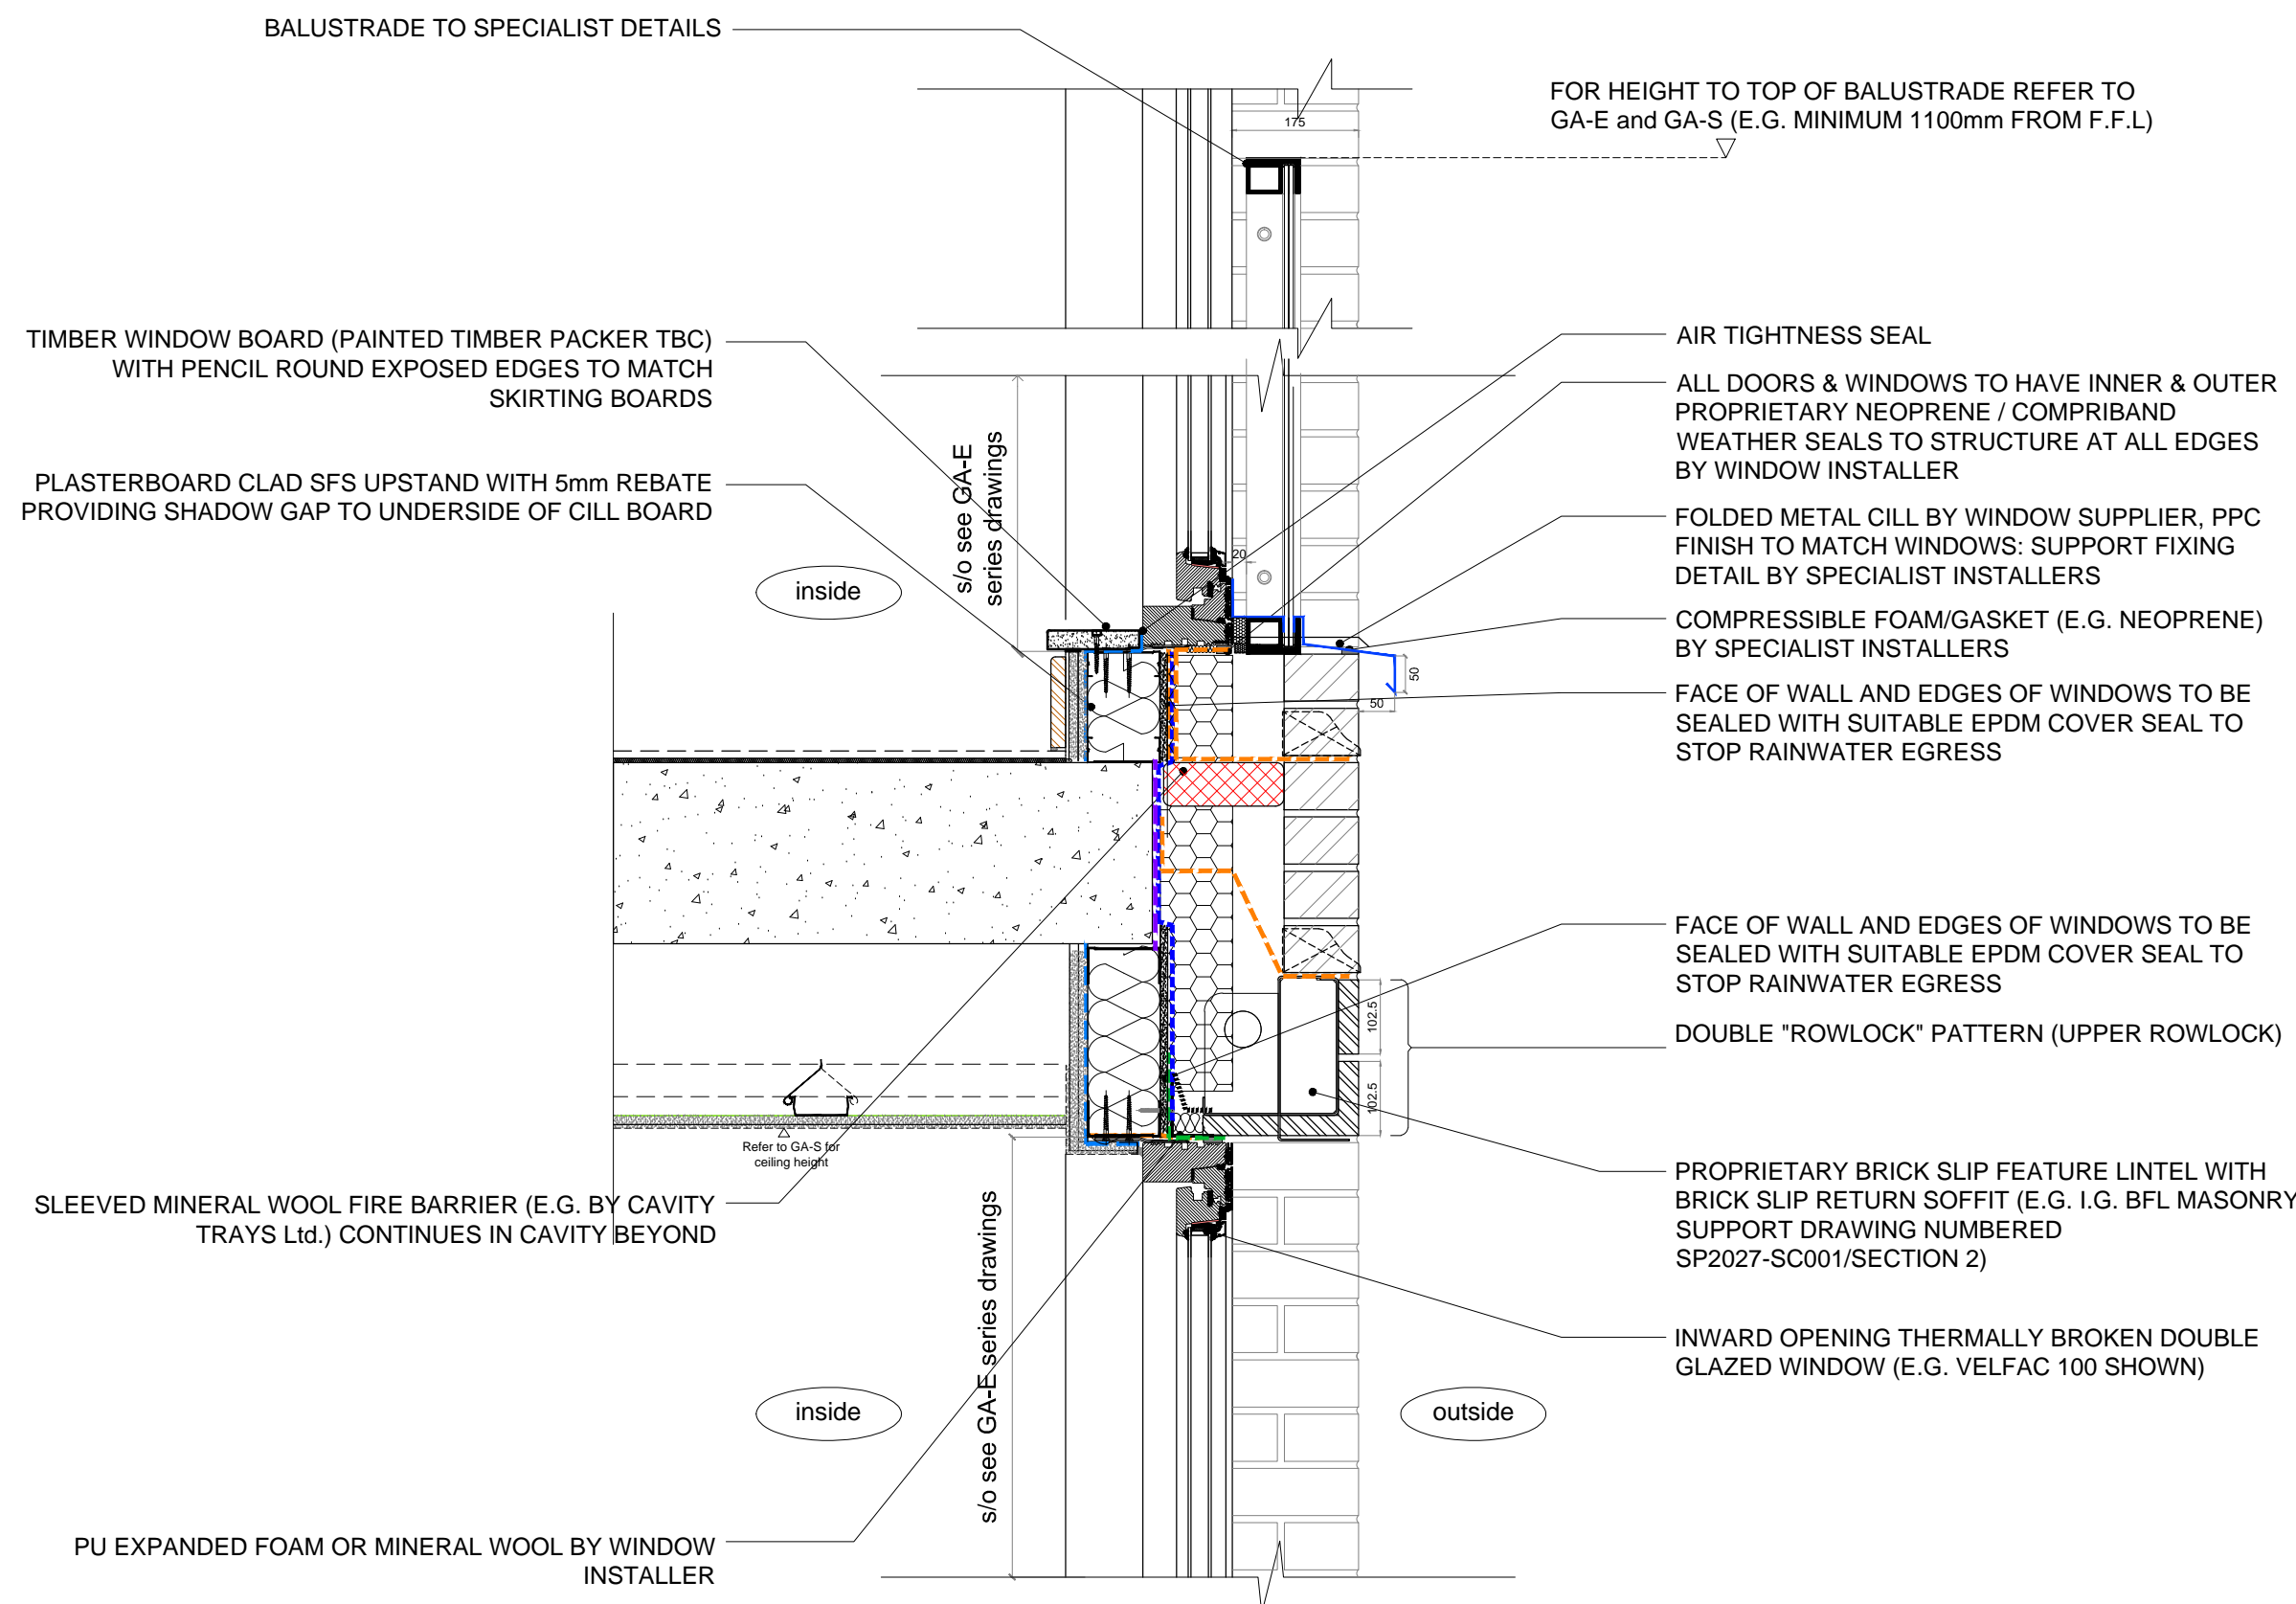 BALUSTRADE TO SPECIALIST DETAILS
FOR HEIGHT TO TOP OF BALUSTRADE REFER TO
GA-E and GA-S (E.G. MINIMUM 1100mm FROM F.F.L)
175
TIMBER WINDOW BOARD (PAINTED TIMBER PACKER TBC)
WITH PENCIL ROUND EXPOSED EDGES TO MATCH
SKIRTING BOARDS
PLASTERBOARD CLAD SFS UPSTAND WITH 5mm REBATE
PROVIDING SHADOW GAP TO UNDERSIDE OF CILL BOARD
s/o see GA-E
series drawings
inside
20
AIR TIGHTNESS SEAL
ALL DOORS & WINDOWS TO HAVE INNER & OUTER
PROPRIETARY NEOPRENE / COMPRIBAND
WEATHER SEALS TO STRUCTURE AT ALL EDGES
BY WINDOW INSTALLER
FOLDED METAL CILL BY WINDOW SUPPLIER, PPC
FINISH TO MATCH WINDOWS: SUPPORT FIXING
DETAIL BY SPECIALIST INSTALLERS
COMPRESSIBLE FOAM/GASKET (E.G. NEOPRENE)
BY SPECIALIST INSTALLERS
50
50
FACE OF WALL AND EDGES OF WINDOWS TO BE
SEALED WITH SUITABLE EPDM COVER SEAL TO
STOP RAINWATER EGRESS
FACE OF WALL AND EDGES OF WINDOWS TO BE
SEALED WITH SUITABLE EPDM COVER SEAL TO
STOP RAINWATER EGRESS
102.5
102.5
DOUBLE "ROWLOCK" PATTERN (UPPER ROWLOCK)
Refer to GA-S for
ceiling height
SLEEVED MINERAL WOOL FIRE BARRIER (E.G. BY CAVITY
TRAYS Ltd.) CONTINUES IN CAVITY BEYOND
PROPRIETARY BRICK SLIP FEATURE LINTEL WITH
BRICK SLIP RETURN SOFFIT (E.G. I.G. BFL MASONRY
SUPPORT DRAWING NUMBERED
SP2027-SC001/SECTION 2)
s/o see GA-E series drawings
INWARD OPENING THERMALLY BROKEN DOUBLE
GLAZED WINDOW (E.G. VELFAC 100 SHOWN)
inside
outside
PU EXPANDED FOAM OR MINERAL WOOL BY WINDOW
INSTALLER